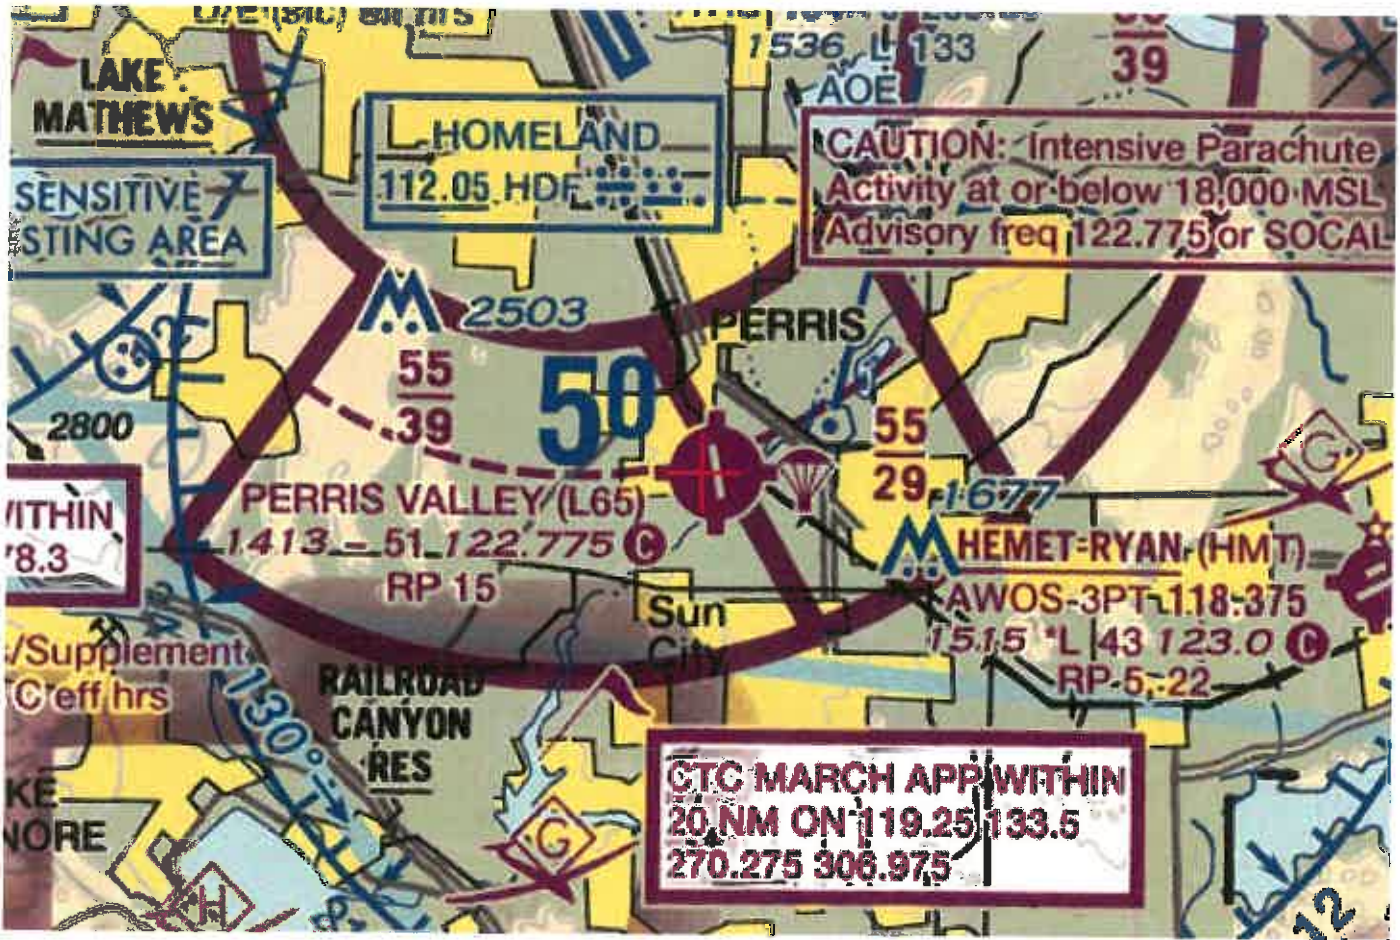 LAKE
MATHEWS
1536 L 133
AOE
39
HOMELAND
112.05 HDF
CAUTION: Intensive Parachute
Activity at or below 18,000 MSL
Advisory freq 122.775 or SOCAL
SENSITIVE
STING AREA
2503
PERRIS
55
39
50
2800
55
29
1677
G
PERRIS VALLEY (L65)
1413 - 51 122.775 C
RP 15
ITHIN
78.3
HEMET-RYAN (HMT)
AWOS-3PT 118.375
1515 *L 43 123.0 C
RP 5, 22
Sun
City
/Supplement
C eff hrs
130°
RAILROAD
CANYON
RES
KE
NORE
G
H
CTC MARCH APP WITHIN
20 NM ON 119.25 133.5
270.275 306.975
12